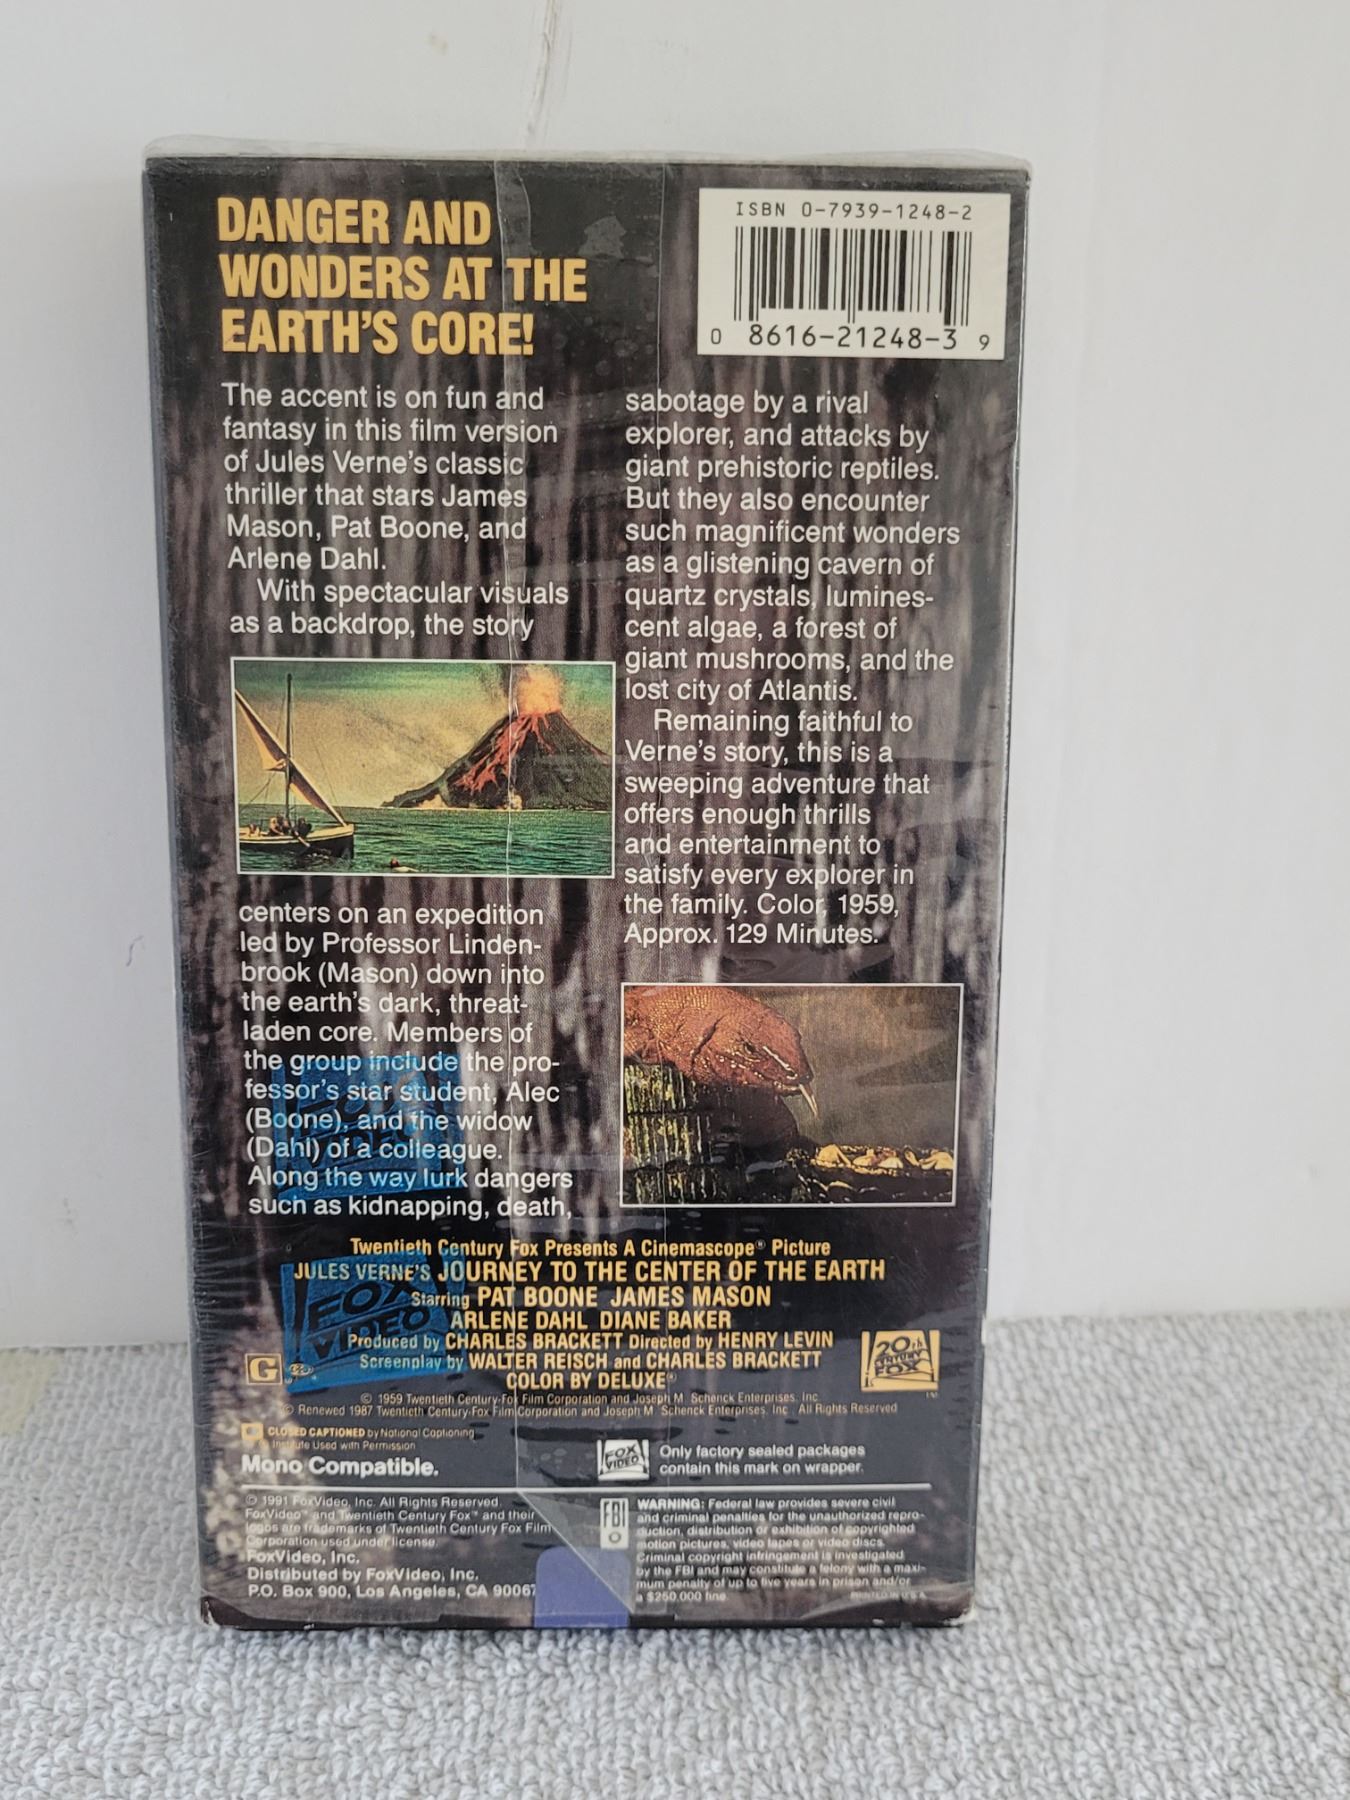 DANGER AND
WONDERS AT THE
EARTH'S CORE!
ISBN 0-7939-1248-2
0 8616-21248-3 9
The accent is on fun and
fantasy in this film version
of Jules Verne's classic
thriller that stars James
Mason, Pat Boone, and
Arlene Dahl.
With spectacular visuals
as a backdrop, the story
centers on an expedition
led by Professor Linden-
brook (Mason) down into
the earth's dark, threat-
laden core. Members of
the group include the pro-
fessor's star student, Alec
(Boone), and the widow
(Dahl) of a colleague.
Along the way lurk dangers
such as kidnapping, death,
sabotage by a rival
explorer, and attacks by
giant prehistoric reptiles.
But they also encounter
such magnificent wonders
as a glistening cavern of
quartz crystals, lumines-
cent algae, a forest of
giant mushrooms, and the
lost city of Atlantis.
Remaining faithful to
Verne's story, this is a
sweeping adventure that
offers enough thrills
and entertainment to
satisfy every explorer in
the family. Color, 1959,
Approx. 129 Minutes.
FOX
VIDEO
Twentieth Century Fox Presents A Cinemascope® Picture
JULES VERNE'S JOURNEY TO THE CENTER OF THE EARTH
Starring PAT BOONE JAMES MASON
ARLENE DAHL DIANE BAKER
Produced by CHARLES BRACKETT Directed by HENRY LEVIN
Screenplay by WALTER REISCH and CHARLES BRACKETT
COLOR BY DELUXE®
FOX
VIDEO
G
20th
CENTURY
FOX
© 1959 Twentieth Century-Fox Film Corporation and Joseph M. Schenck Enterprises, Inc.
© Renewed 1987 Twentieth Century-Fox Film Corporation and Joseph M. Schenck Enterprises, Inc. All Rights Reserved
CLOSED CAPTIONED by National Captioning
Institute Used with Permission
Mono Compatible.
FOX
VIDEO
Only factory sealed packages
contain this mark on wrapper.
© 1991 FoxVideo, Inc. All Rights Reserved.
FoxVideo™ and Twentieth Century Fox™ and their
logos are trademarks of Twentieth Century Fox Film
Corporation used under license.
FoxVideo, Inc.
Distributed by FoxVideo, Inc.
P.O. Box 900, Los Angeles, CA 90067
FBI
WARNING: Federal law provides severe civil
and criminal penalties for the unauthorized repro-
duction, distribution or exhibition of copyrighted
motion pictures, video tapes or video discs.
Criminal copyright infringement is investigated
by the FBI and may constitute a felony with a maxi-
mum penalty of up to five years in prison and/or
a $250,000 fine.
PRINTED IN U.S.A.